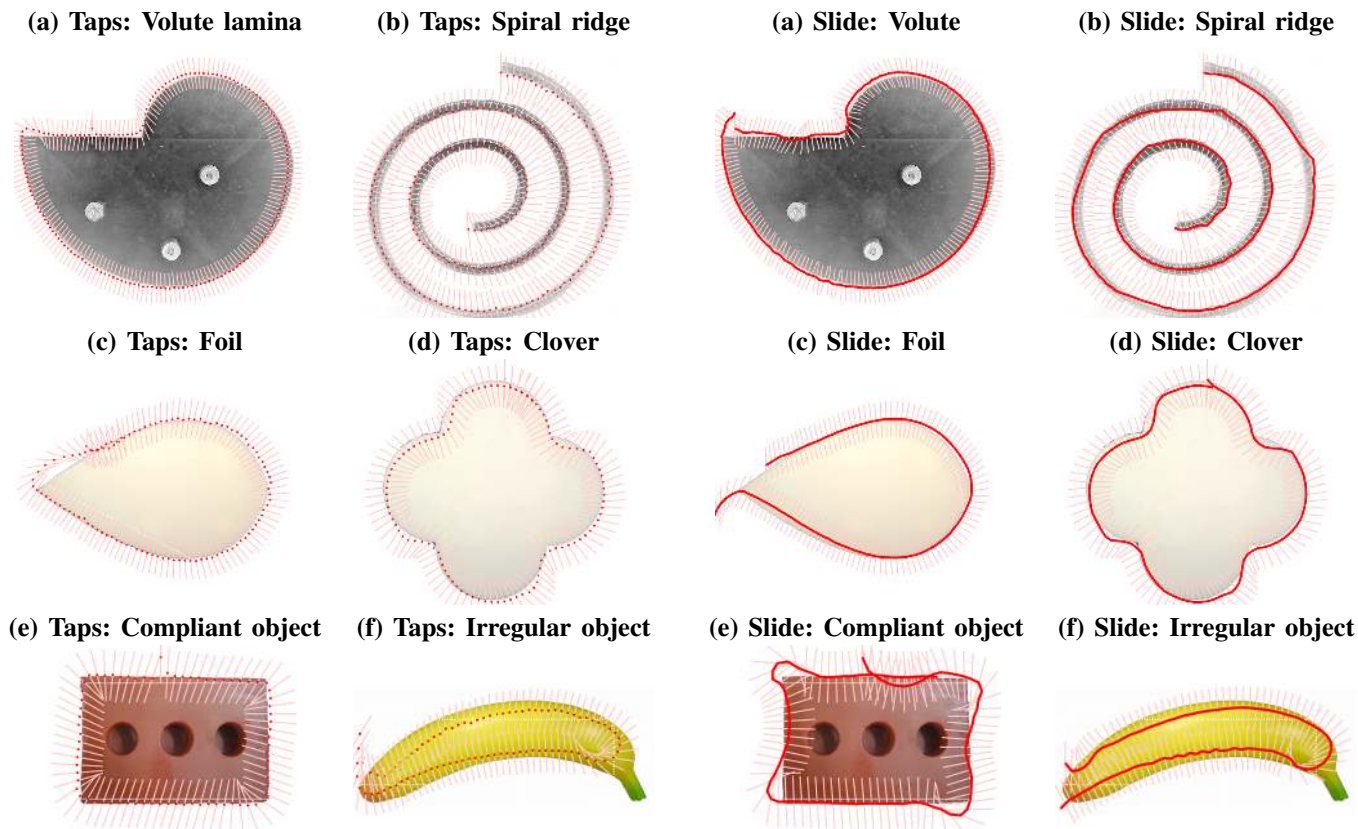 (a) Taps: Volute lamina
(b) Taps: Spiral ridge
(a) Slide: Volute
(b) Slide: Spiral ridge
(c) Taps: Foil
(d) Taps: Clover
(c) Slide: Foil
(d) Slide: Clover
(e) Taps: Compliant object
(f) Taps: Irregular object
(e) Slide: Compliant object
(f) Slide: Irregular object